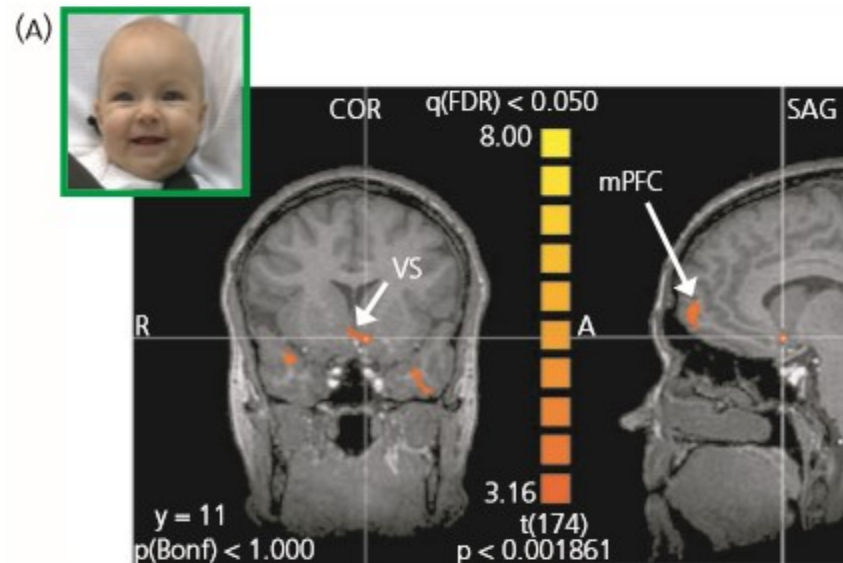 (A)
COR
q(FDR) < 0.050
SAG
8.00
mPFC
VS
R
A
3.16
y = 11
t(174)
p(Bonf) < 1.000
p < 0.001861